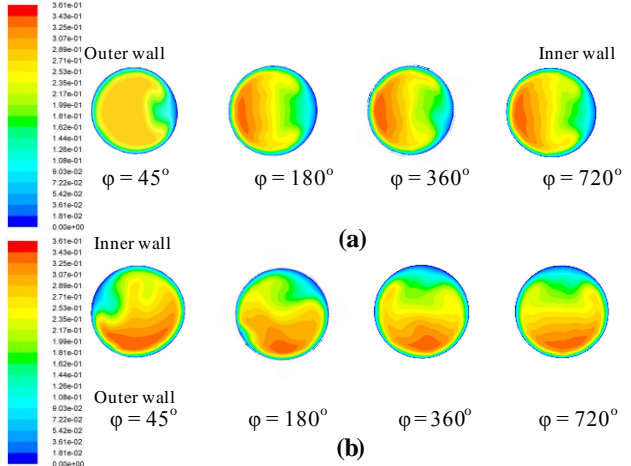 3.61e-01
3.43e-01
3.25e-01
3.07e-01
2.89e-01
2.71e-01
2.53e-01
2.35e-01
2.17e-01
1.99e-01
1.81e-01
1.62e-01
1.44e-01
1.26e-01
1.08e-01
9.03e-02
7.22e-02
5.42e-02
3.61e-02
1.81e-02
0.00e+00
Outer wall
Inner wall
φ = 45°
φ = 180°
φ = 360°
φ = 720°
(a)
3.61e-01
3.43e-01
3.25e-01
3.07e-01
2.89e-01
2.71e-01
2.53e-01
2.35e-01
2.17e-01
1.99e-01
1.81e-01
1.62e-01
1.44e-01
1.26e-01
1.08e-01
9.03e-02
7.22e-02
5.42e-02
3.61e-02
1.81e-02
0.00e+00
Inner wall
Outer wall
φ = 45°
φ = 180°
φ = 360°
φ = 720°
(b)